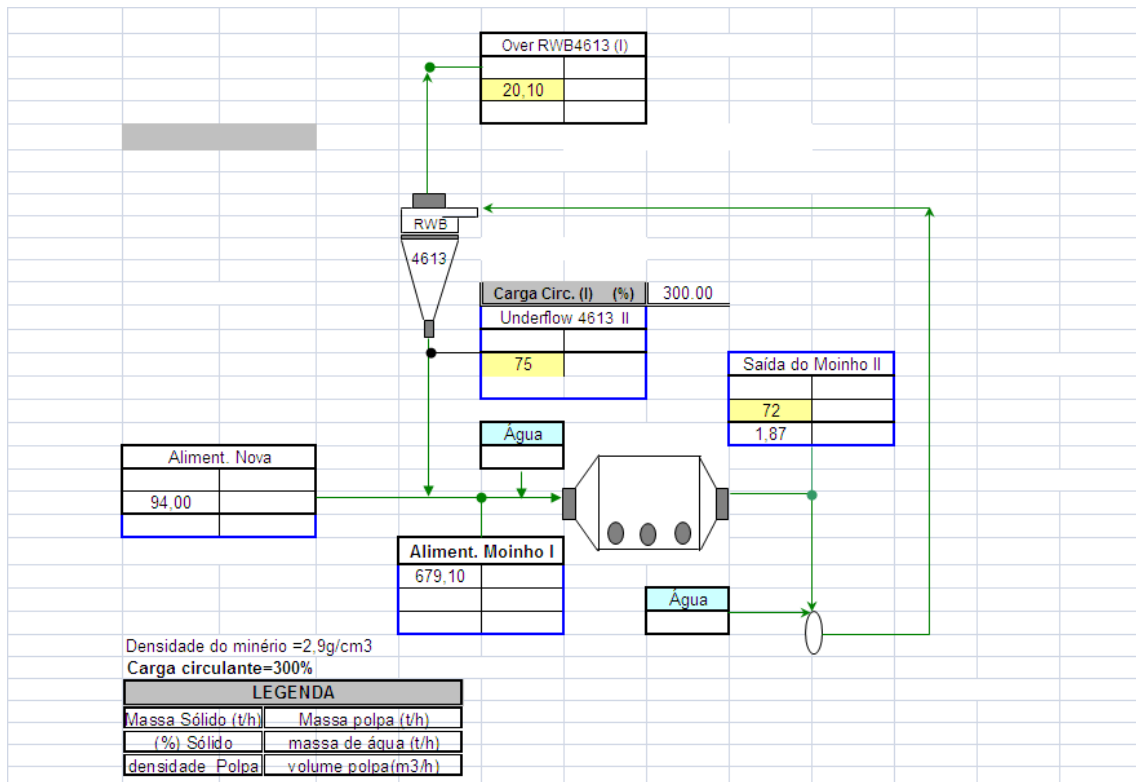 Over RWB4613 (I)
20,10
RWB
4613
Carga Circ. (I) (%) 300.00
Underflow 4613 II
75
Saída do Moinho II
72
1,87
Água
Aliment. Nova
94,00
Aliment. Moinho I
679,10
Água
Densidade do minério =2,9g/cm3
Carga circulante=300%
LEGENDA
Massa Sólido (t/h) Massa polpa (t/h)
(%) Sólido massa de água (t/h)
densidade Polpa volume polpa(m3/h)